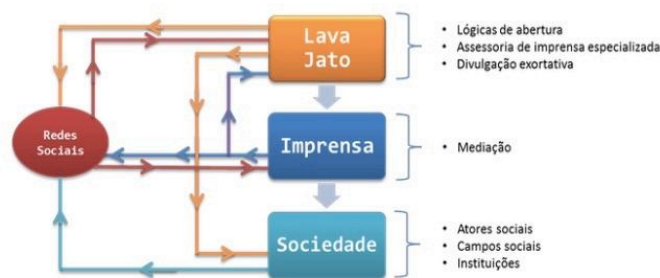 Lava
Jato
• Lógicas de abertura
• Assessoria de imprensa especializada
• Divulgação exortativa
Redes
Sociais
Imprensa
• Mediação
Sociedade
• Atores sociais
• Campos sociais
• Instituições